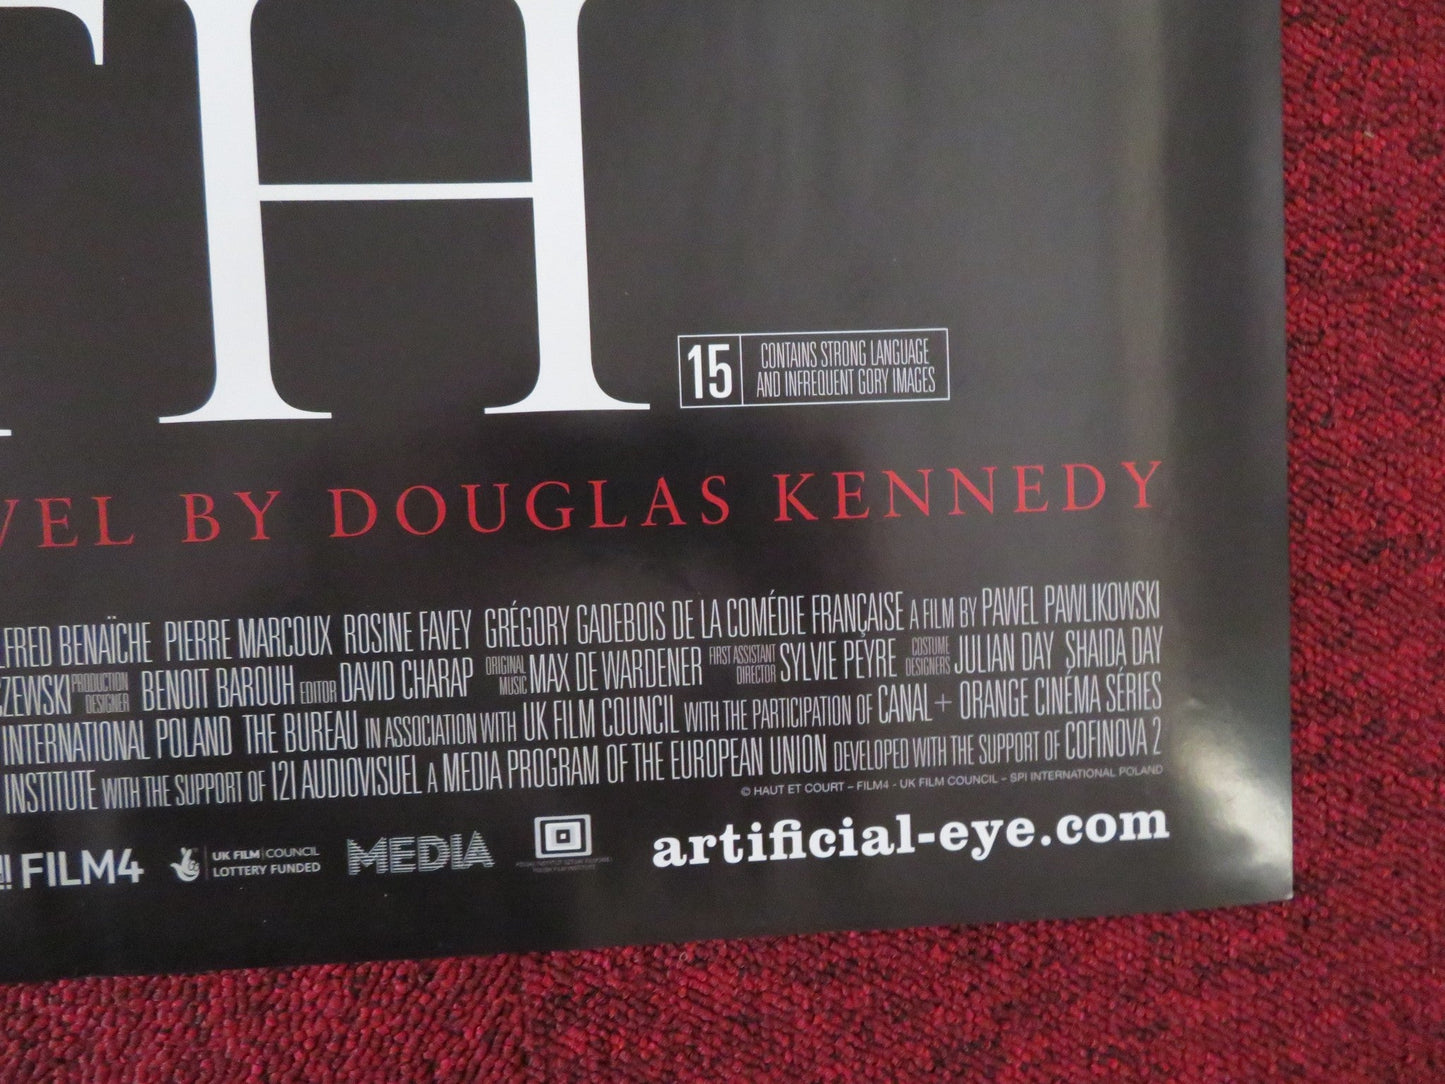 TH
15 CONTAINS STRONG LANGUAGE
AND INFREQUENT GORY IMAGES
VEL BY DOUGLAS KENNEDY
LFRED BENAÏCHE PIERRE MARCOUX ROSINE FAVEY GRÉGORY GADEBOIS DE LA COMÉDIE FRANÇAISE A FILM BY PAWEL PAWLIKOWSKI
CZEWSKI PRODUCTION DESIGNER BENOIT BAROUH EDITOR DAVID CHARAP ORIGINAL MUSIC MAX DE WARDENER FIRST ASSISTANT DIRECTOR SYLVIE PEYRE COSTUME DESIGNERS JULIAN DAY SHAIDA DAY
INTERNATIONAL POLAND THE BUREAU IN ASSOCIATION WITH UK FILM COUNCIL WITH THE PARTICIPATION OF CANAL+ ORANGE CINÉMA SÉRIES
INSTITUTE WITH THE SUPPORT OF 121 AUDIOVISUEL A MEDIA PROGRAM OF THE EUROPEAN UNION DEVELOPED WITH THE SUPPORT OF COFINOVA 2
© HAUT ET COURT – FILM4 - UK FILM COUNCIL – SPI INTERNATIONAL POLAND
FILM4 UK FILM COUNCIL
LOTTERY FUNDED MEDIA artificial-eye.com